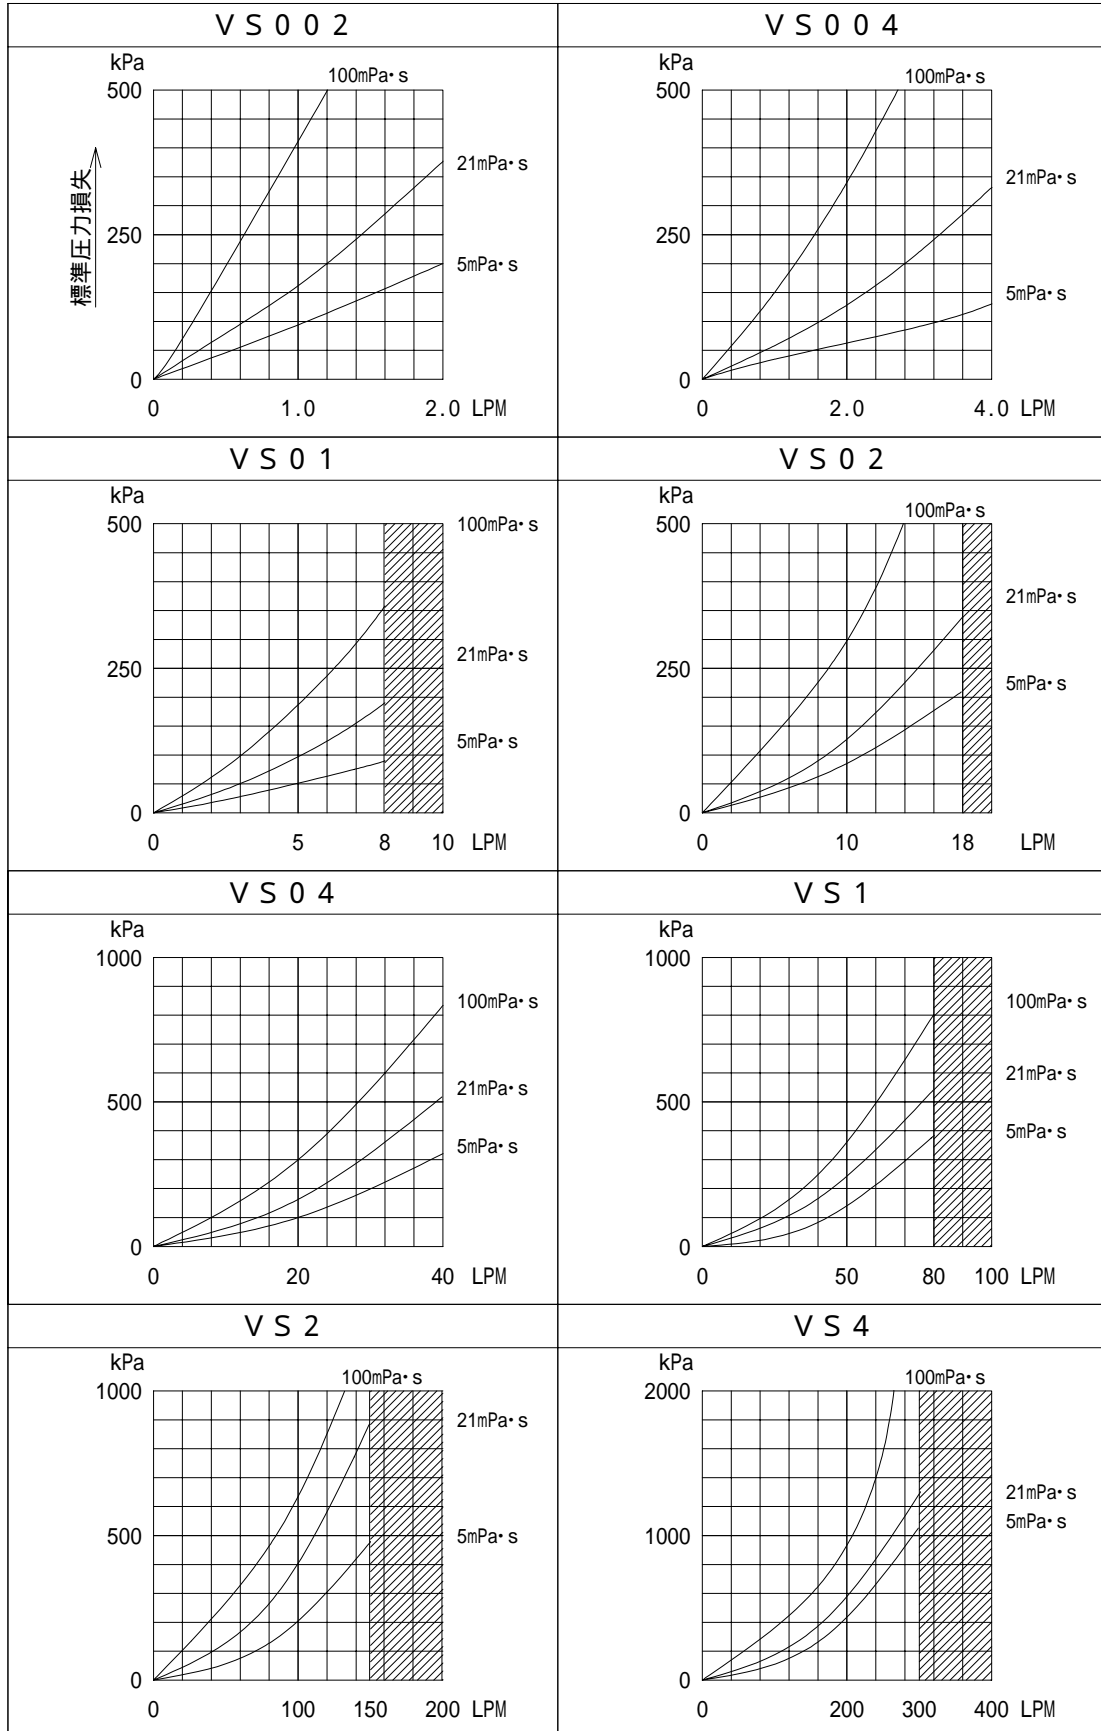 VS002
kPa
100mPa・s
500
21mPa・s
標準圧力損失
250
5mPa・s
0
0 1.0 2.0 LPM
VS004
kPa
100mPa・s
500
21mPa・s
250
5mPa・s
0
0 2.0 4.0 LPM
VS01
kPa
500
100mPa・s
250
21mPa・s
5mPa・s
0
0 5 8 10 LPM
VS02
kPa
100mPa・s
500
21mPa・s
250
5mPa・s
0
0 10 18 LPM
VS04
kPa
1000
100mPa・s
500
21mPa・s
5mPa・s
0
0 20 40 LPM
VS1
kPa
1000
100mPa・s
21mPa・s
500
5mPa・s
0
0 50 80 100 LPM
VS2
kPa
100mPa・s
1000
21mPa・s
500
5mPa・s
0
0 100 150 200 LPM
VS4
kPa
100mPa・s
2000
21mPa・s
1000
5mPa・s
0
0 200 300 400 LPM